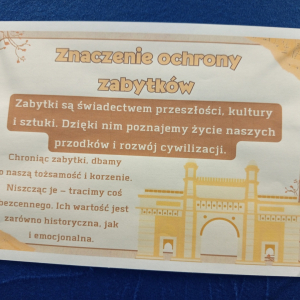 Znaczenie ochrony
zabytków
Zabytki są świadectwem przeszłości, kultury
i sztuki. Dzięki nim poznajemy życie naszych
przodków i rozwój cywilizacji.
Chroniąc zabytki, dbamy
o naszą tożsamość i korzenie.
Niszcząc je – tracimy coś
bezcennego. Ich wartość jest
zarówno historyczna, jak
i emocjonalna.